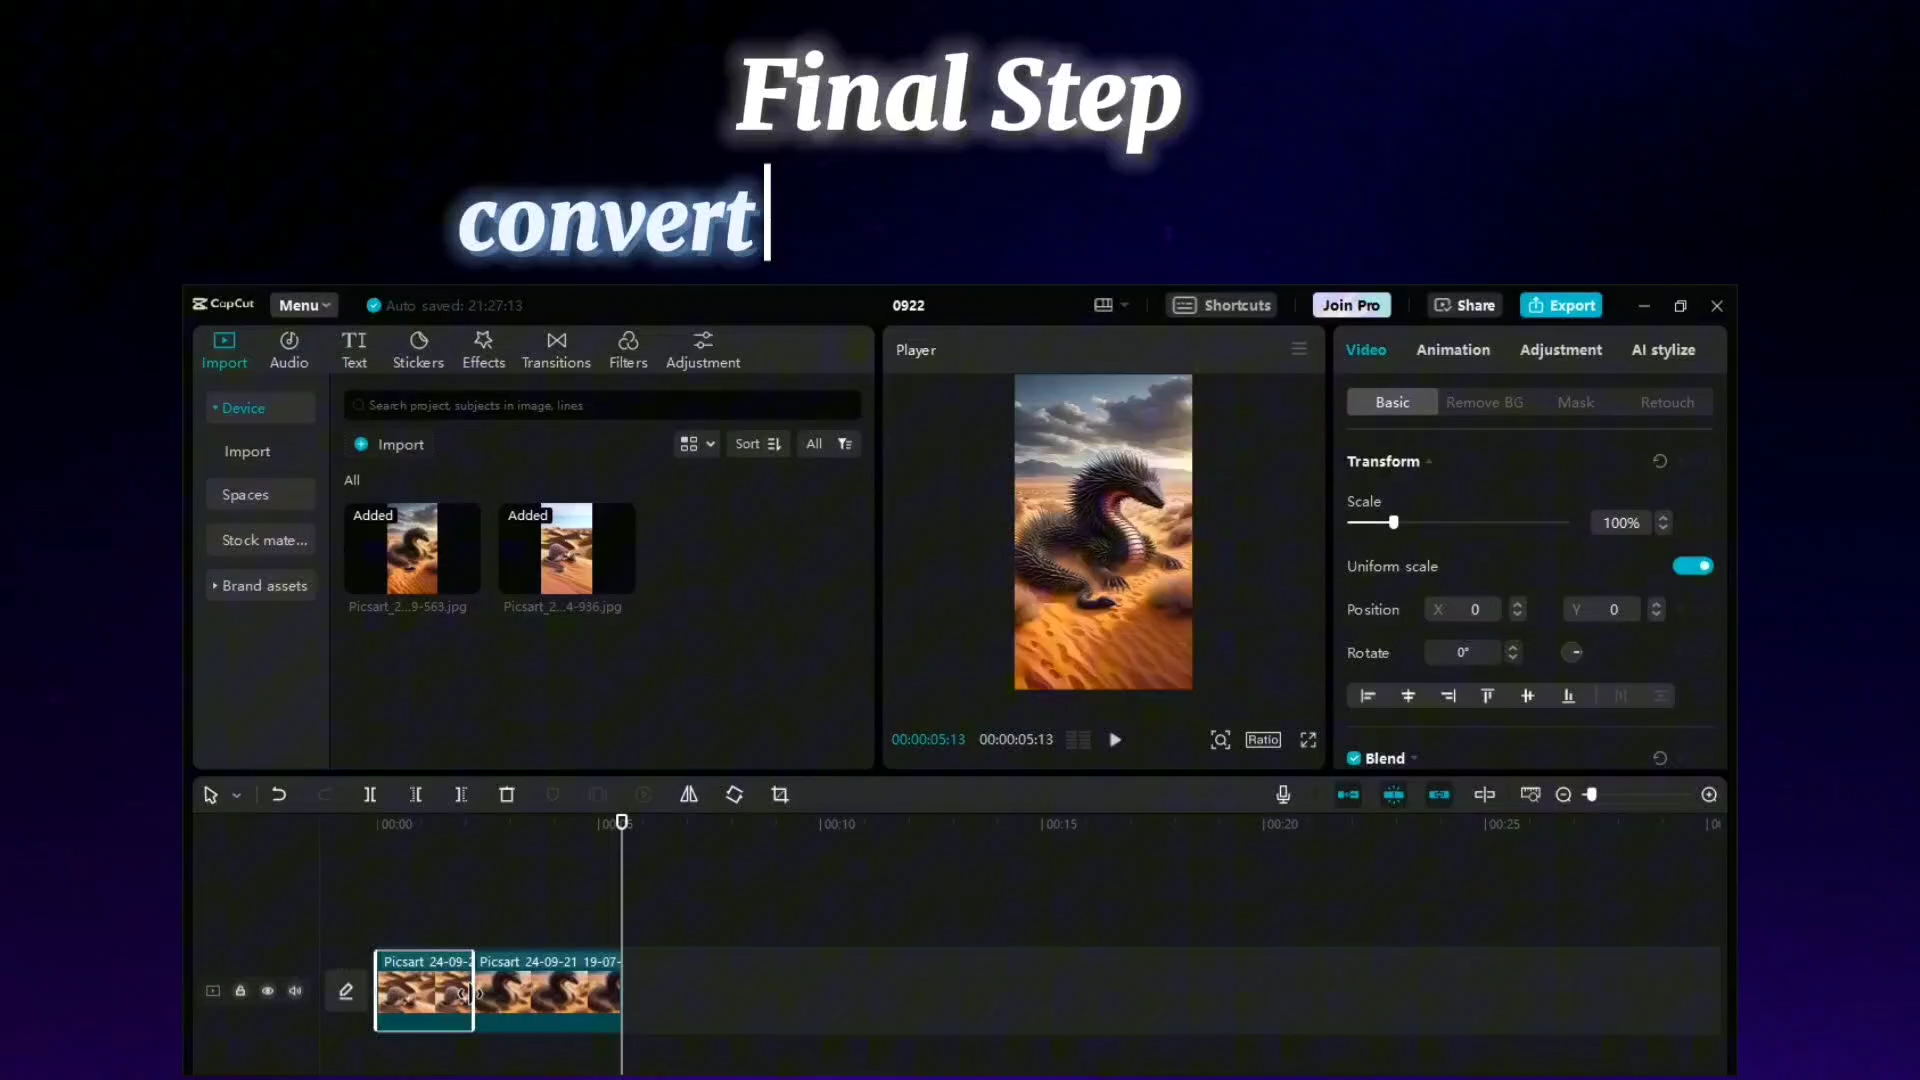 Final Step
convert
CapCut Menu Auto saved: 21:27:13 0922 Shortcuts Join Pro Share Export
Import Audio Text Stickers Effects Transitions Filters Adjustment
Device
Import
Spaces
Stock mate...
Brand assets
Search project, subjects in image, lines
Import Sort All
All
Added Added
Picsart_2...9-563.jpg Picsart_2...4-936.jpg
Player
00:00:05:13 00:00:05:13 Ratio
Video Animation Adjustment AI stylize
Basic Remove BG Mask Retouch
Transform
Scale
100%
Uniform scale
Position X 0 Y 0
Rotate 0°
Blend
00:00 00:05 00:10 00:15 00:20 00:25
Picsart 24-09-2 Picsart 24-09-21 19-07-